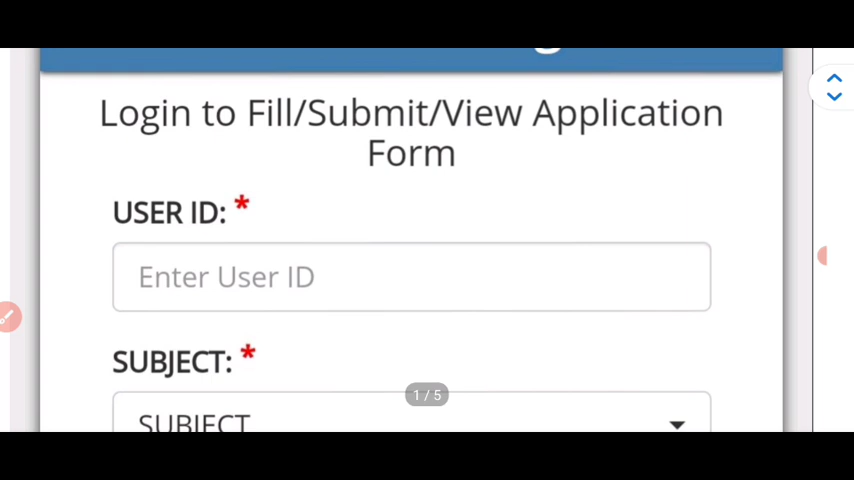 Login to Fill/Submit/View Application
Form
USER ID: *
Enter User ID
SUBJECT: *
1 / 5
SUBJECT